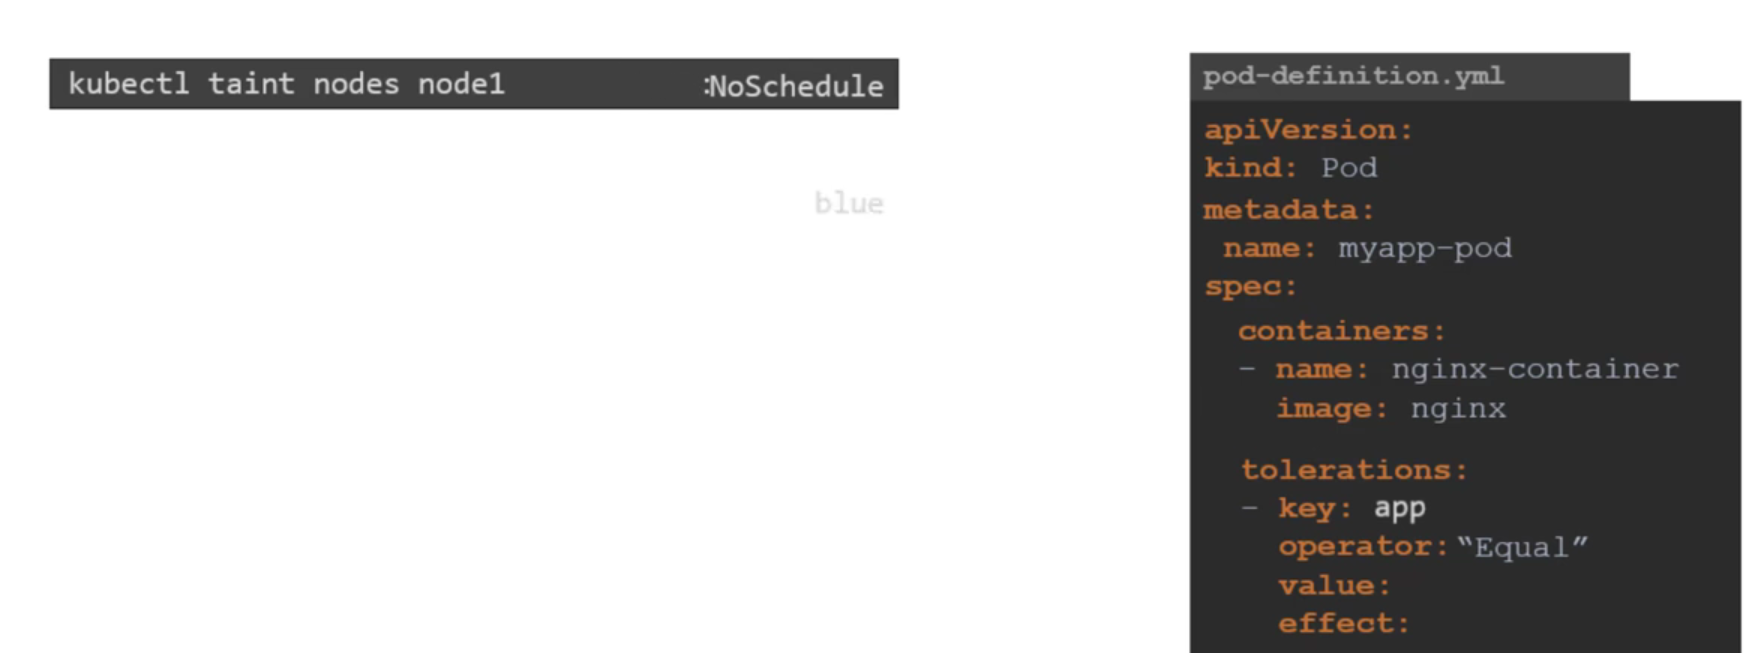 kubectl taint nodes node1 :NoSchedule
blue
pod-definition.yml
apiVersion:
kind: Pod
metadata:
name: myapp-pod
spec:
containers:
- name: nginx-container
image: nginx
tolerations:
- key: app
operator:“Equal”
value:
effect: